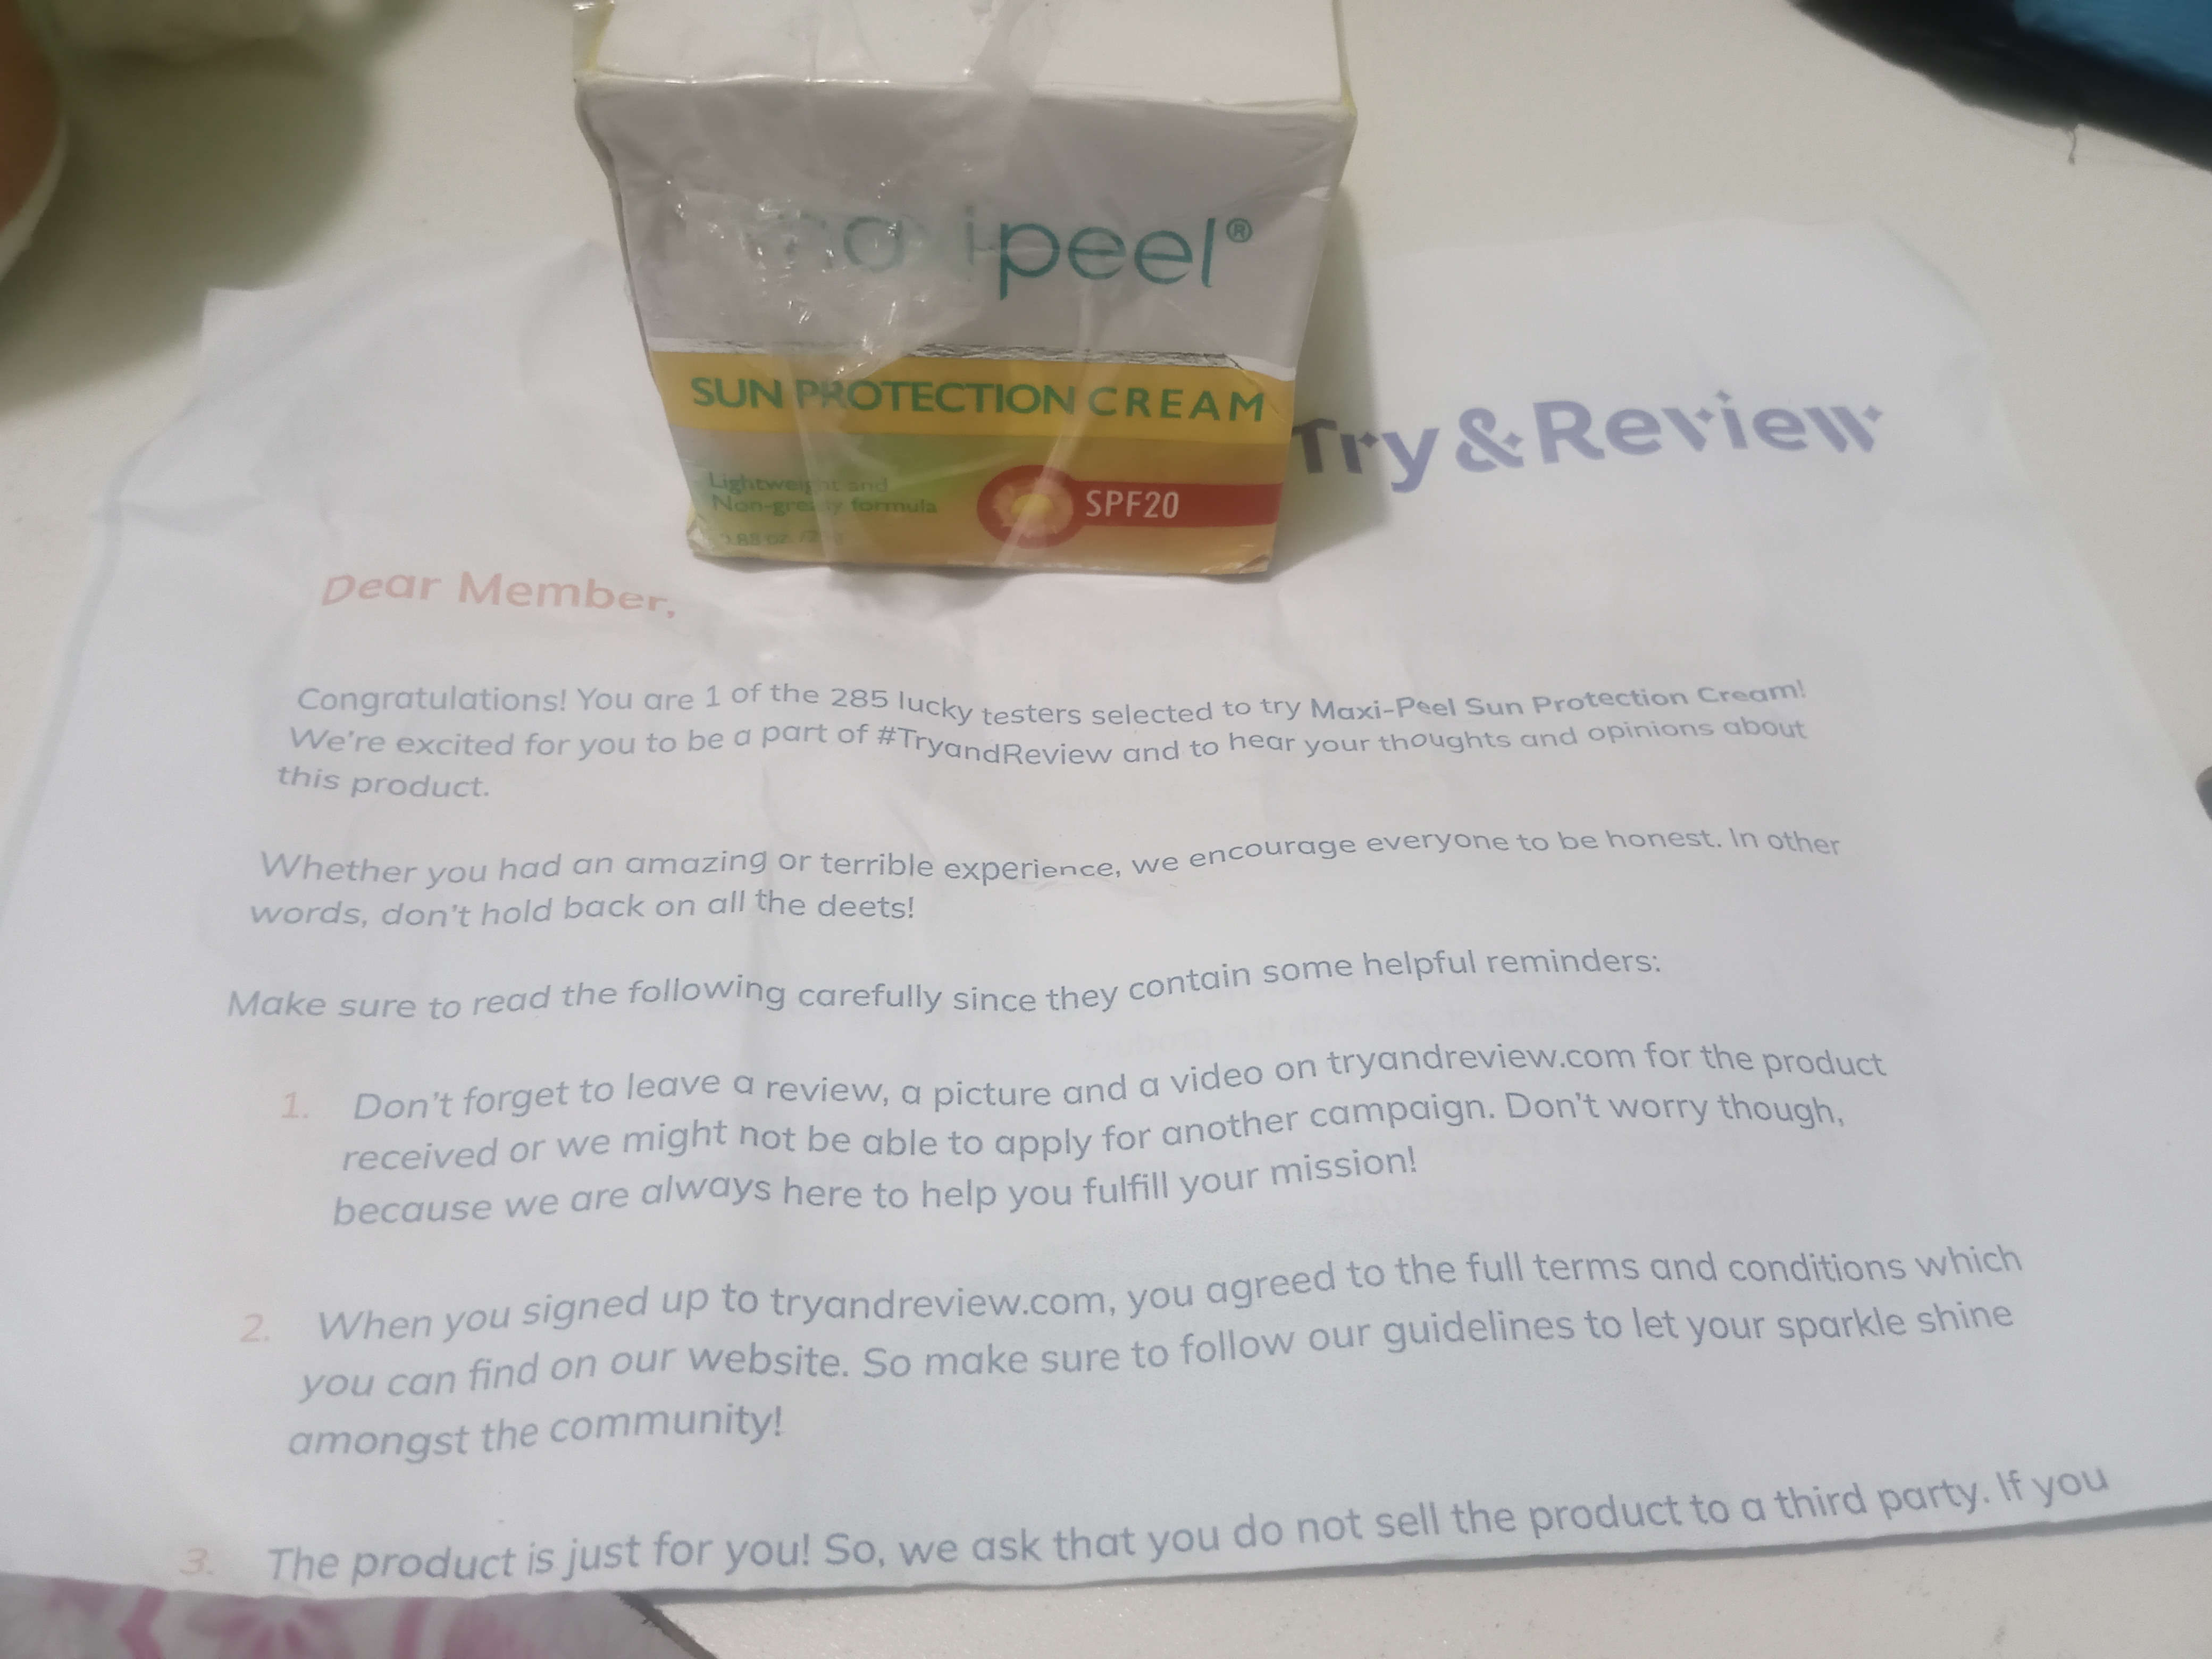 maxipeel®
SUN PROTECTION CREAM
Lightweight and
Non-greasy formula
SPF20
0.88 oz. /
Try & Review
Dear Member,
Congratulations! You are 1 of the 285 lucky testers selected to try Maxi-Peel Sun Protection Cream!
We're excited for you to be a part of #TryandReview and to hear your thoughts and opinions about
this product.
Whether you had an amazing or terrible experience, we encourage everyone to be honest. In other
words, don't hold back on all the deets!
Make sure to read the following carefully since they contain some helpful reminders:
1. Don't forget to leave a review, a picture and a video on tryandreview.com for the product
received or we might not be able to apply for another campaign. Don't worry though,
because we are always here to help you fulfill your mission!
2. When you signed up to tryandreview.com, you agreed to the full terms and conditions which
you can find on our website. So make sure to follow our guidelines to let your sparkle shine
amongst the community!
3. The product is just for you! So, we ask that you do not sell the product to a third party. If you